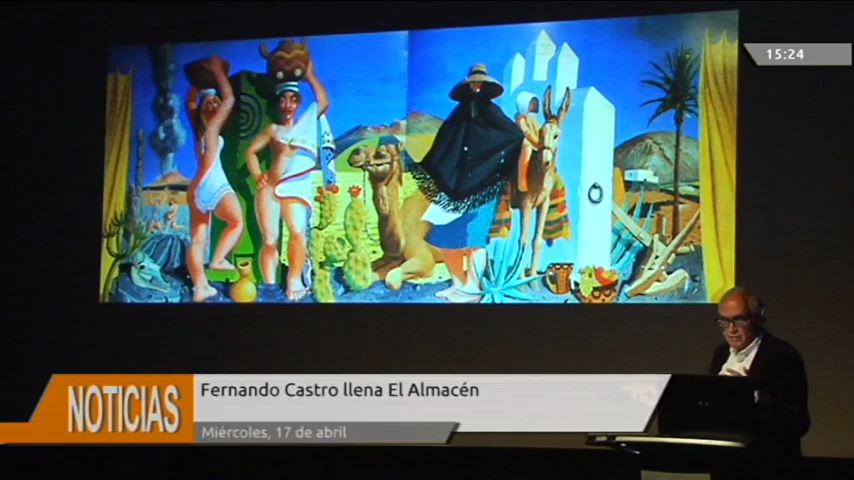 15:24
NOTICIAS
Fernando Castro llena El Almacén
Miércoles, 17 de abril